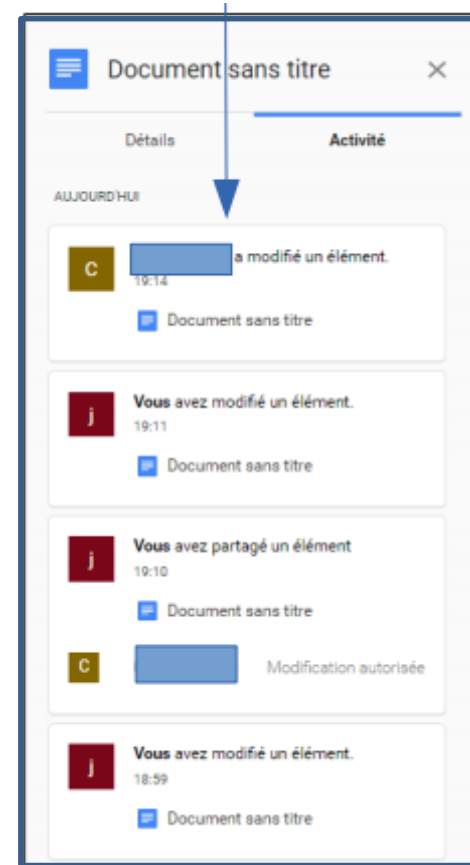 Document sans titre
Détails Activité
AUJOURD'HUI
C
a modifié un élément.
19:14
Document sans titre
j
Vous avez modifié un élément.
19:11
Document sans titre
j
Vous avez partagé un élément
19:10
Document sans titre
C
Modification autorisée
j
Vous avez modifié un élément.
18:59
Document sans titre